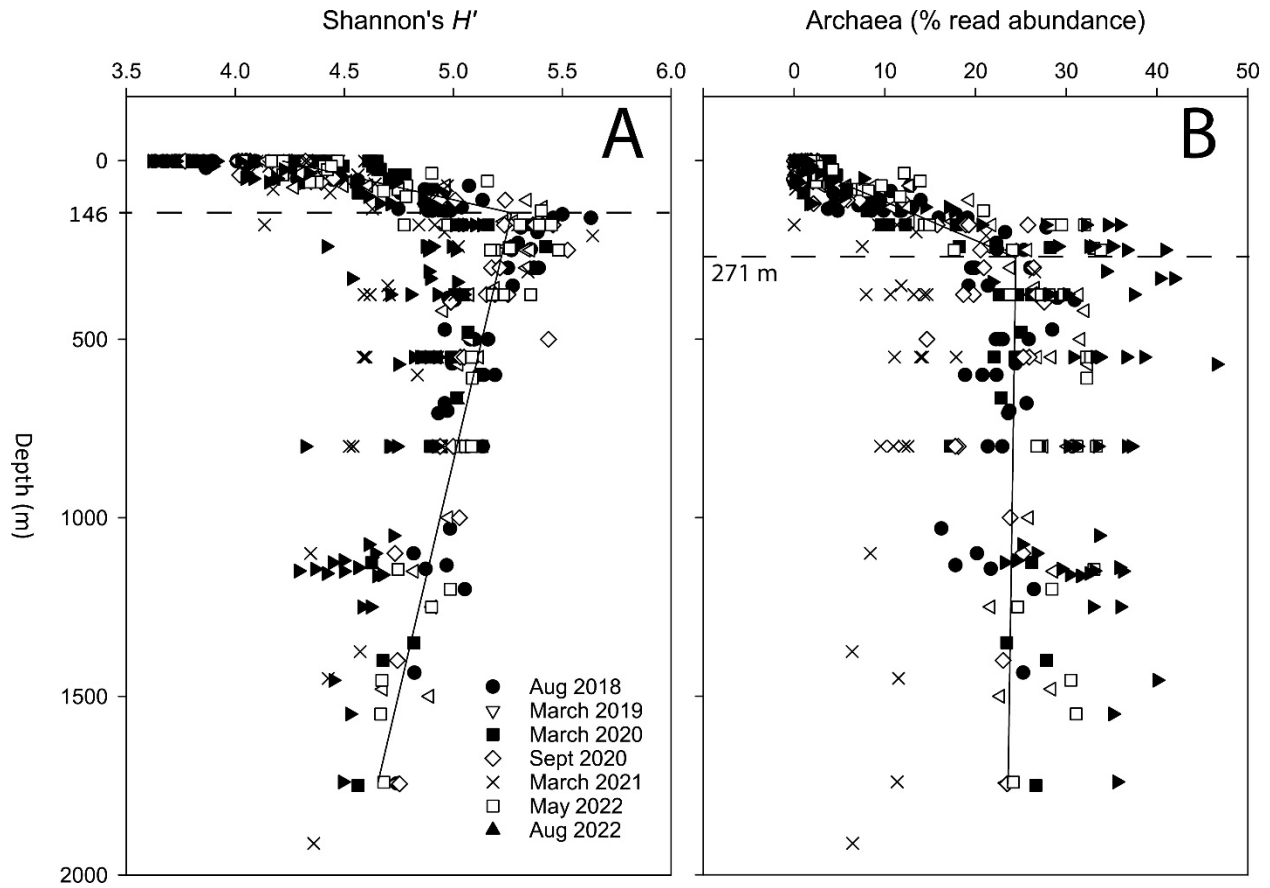 Shannon's H'
Archaea (% read abundance)
3.5 4.0 4.5 5.0 5.5 6.0
0 10 20 30 40 50
A
B
0
146
271 m
500
1000
1500
2000
Depth (m)
Aug 2018
March 2019
March 2020
Sept 2020
March 2021
May 2022
Aug 2022